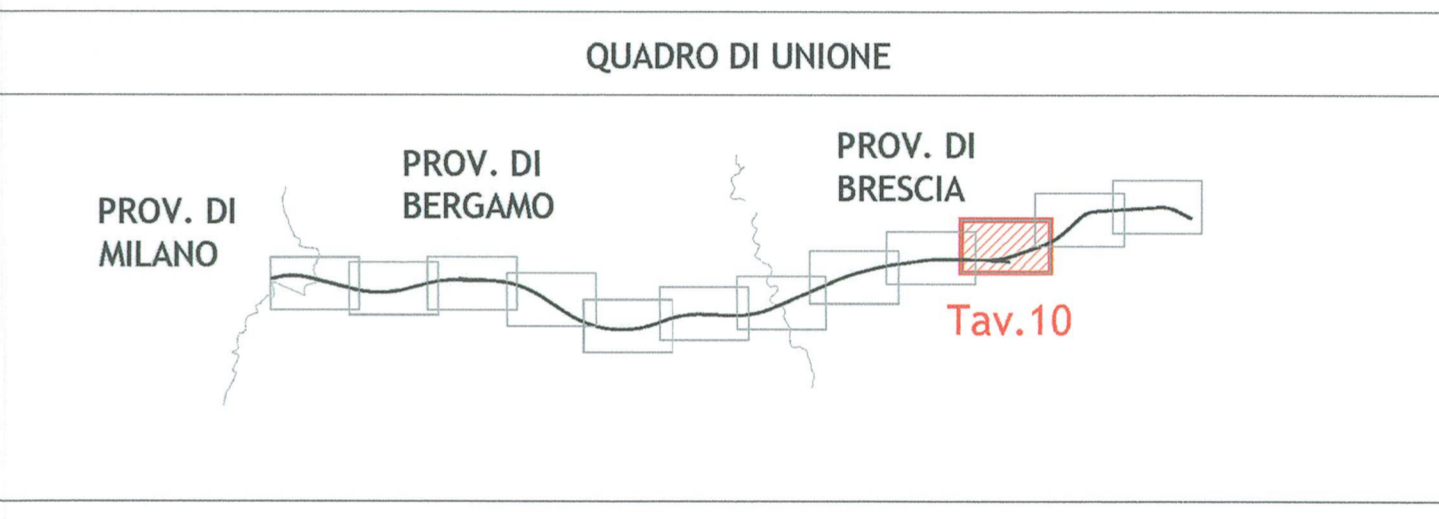 QUADRO DI UNIONE
PROV. DI
MILANO
PROV. DI
BERGAMO
PROV. DI
BRESCIA
Tav.10